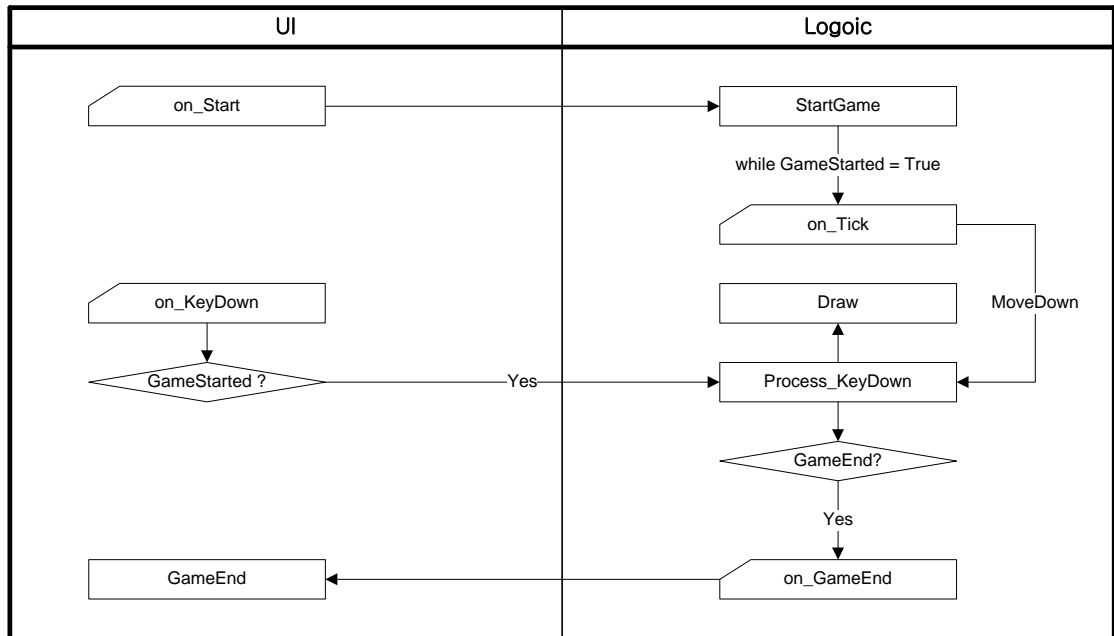 UI
Logoic
on_Start
StartGame
while GameStarted = True
on_Tick
on_KeyDown
Draw
MoveDown
GameStarted ?
Yes
Process_KeyDown
GameEnd?
Yes
GameEnd
on_GameEnd